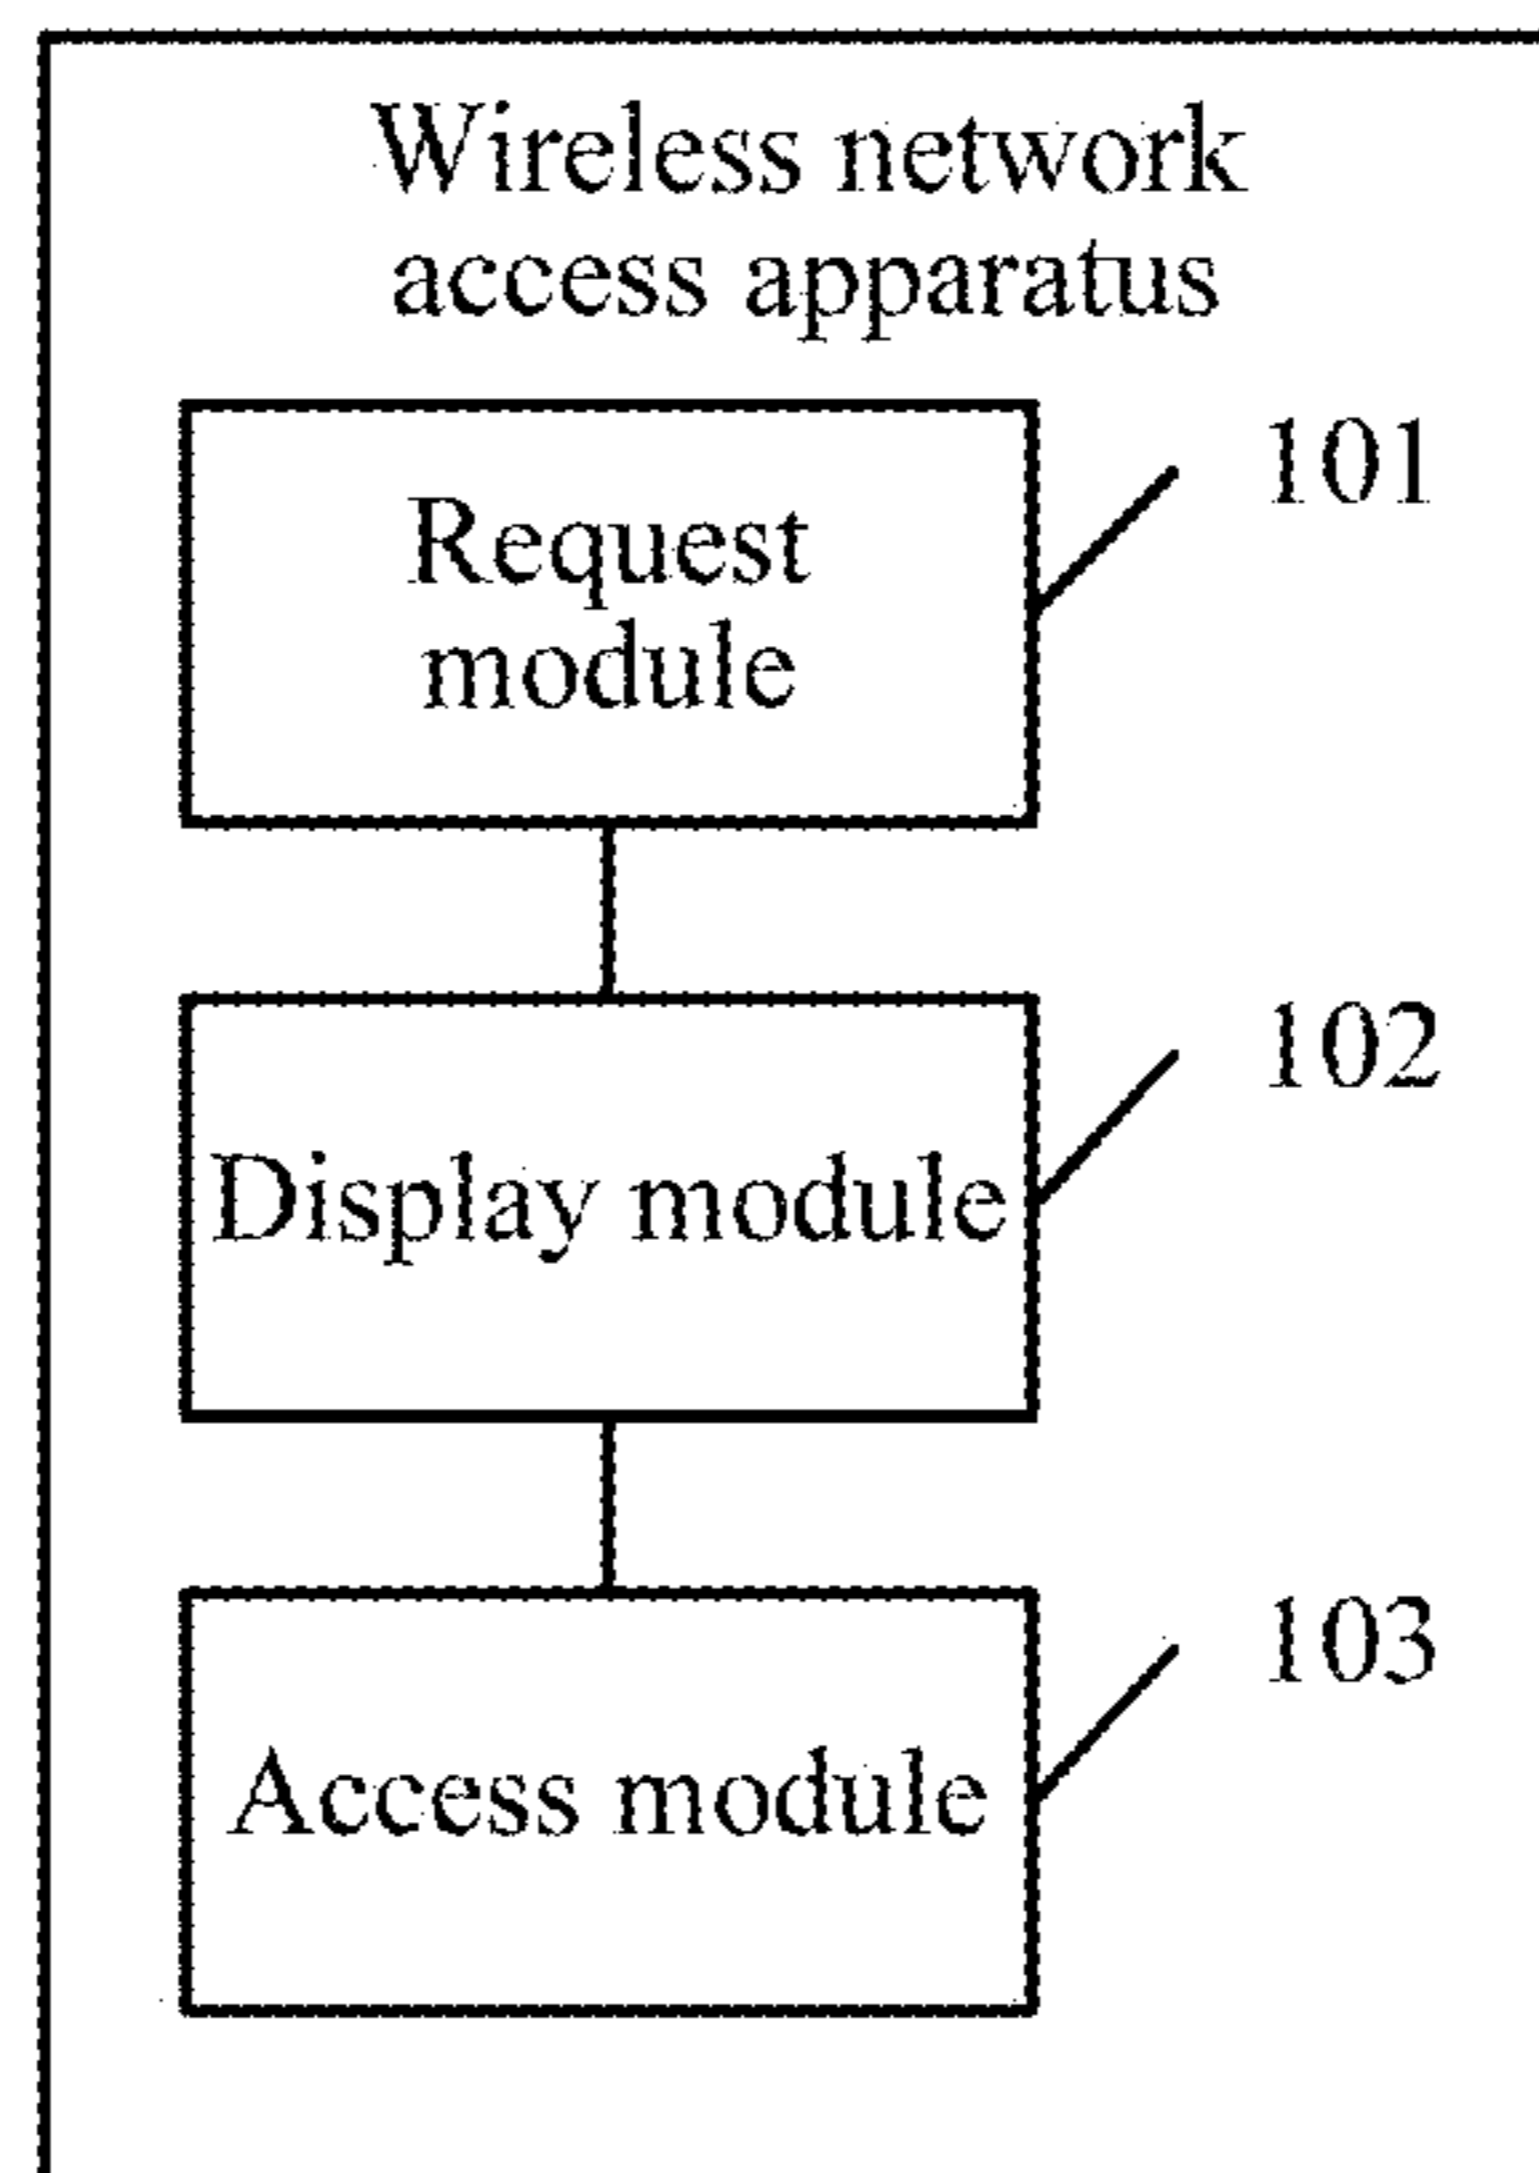 Wireless network
access apparatus
101
Request
module
102
Display module
103
Access module